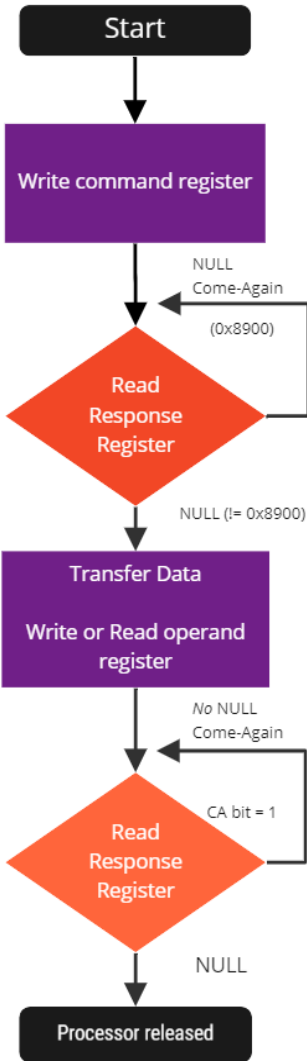 Start
Write command register
NULL
Come-Again
(0x8900)
Read
Response
Register
NULL (!= 0x8900)
Transfer Data
Write or Read operand
register
No NULL
Come-Again
CA bit = 1
Read
Response
Register
NULL
Processor released